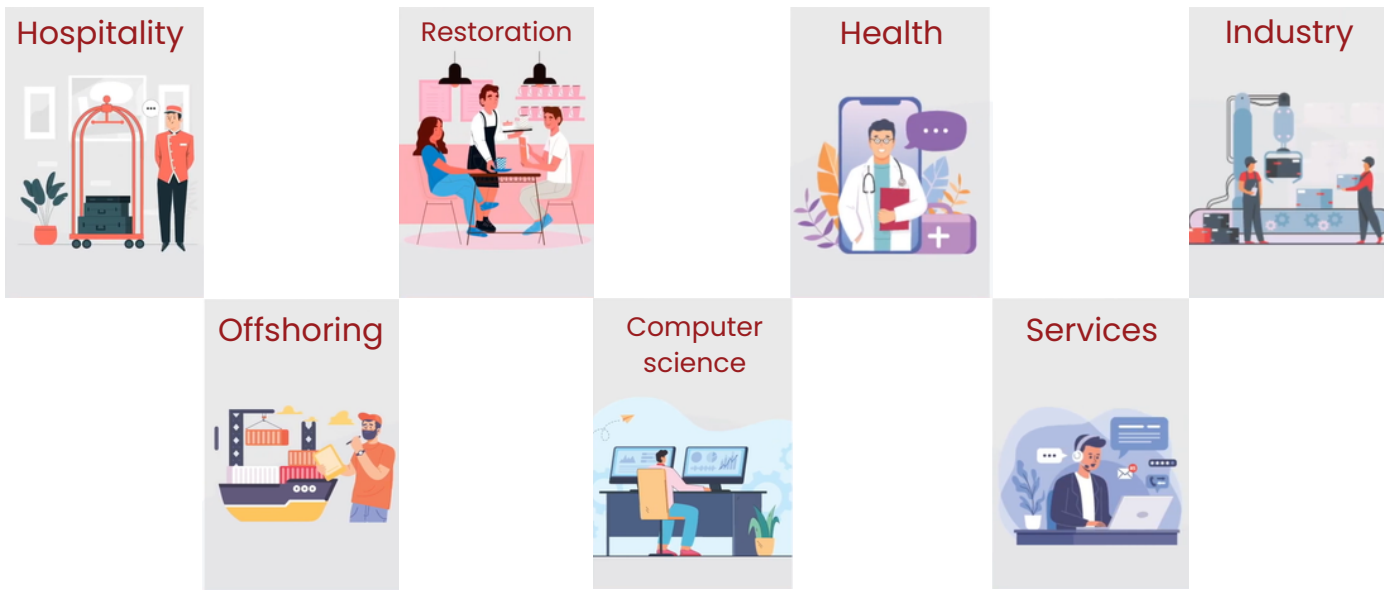 Hospitality
Restoration
Health
Industry
Offshoring
Computer
science
Services